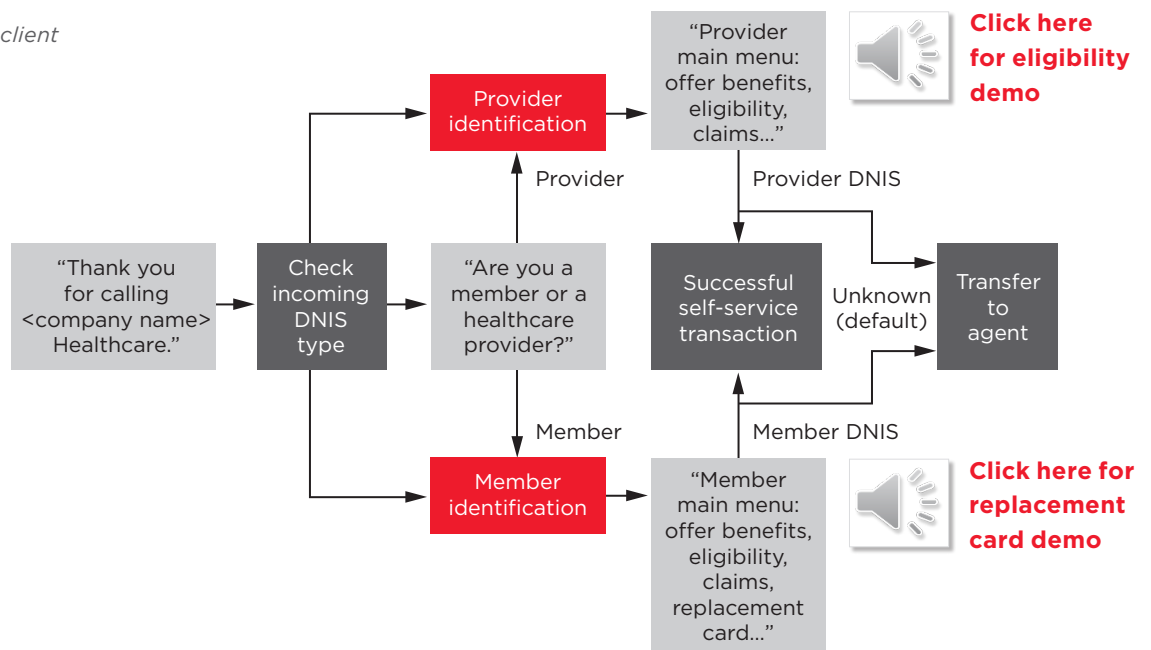 client
“Provider
main menu:
offer benefits,
eligibility,
claims...”
Click here
for eligibility
demo
Provider
identification
Provider
Provider DNIS
“Thank you
for calling
<company name>
Healthcare.”
Check
incoming
DNIS
type
“Are you a
member or a
healthcare
provider?”
Successful
self-service
transaction
Unknown
(default)
Transfer
to
agent
Member
Member DNIS
Member
identification
“Member
main menu:
offer benefits,
eligibility,
claims,
replacement
card...”
Click here for
replacement
card demo